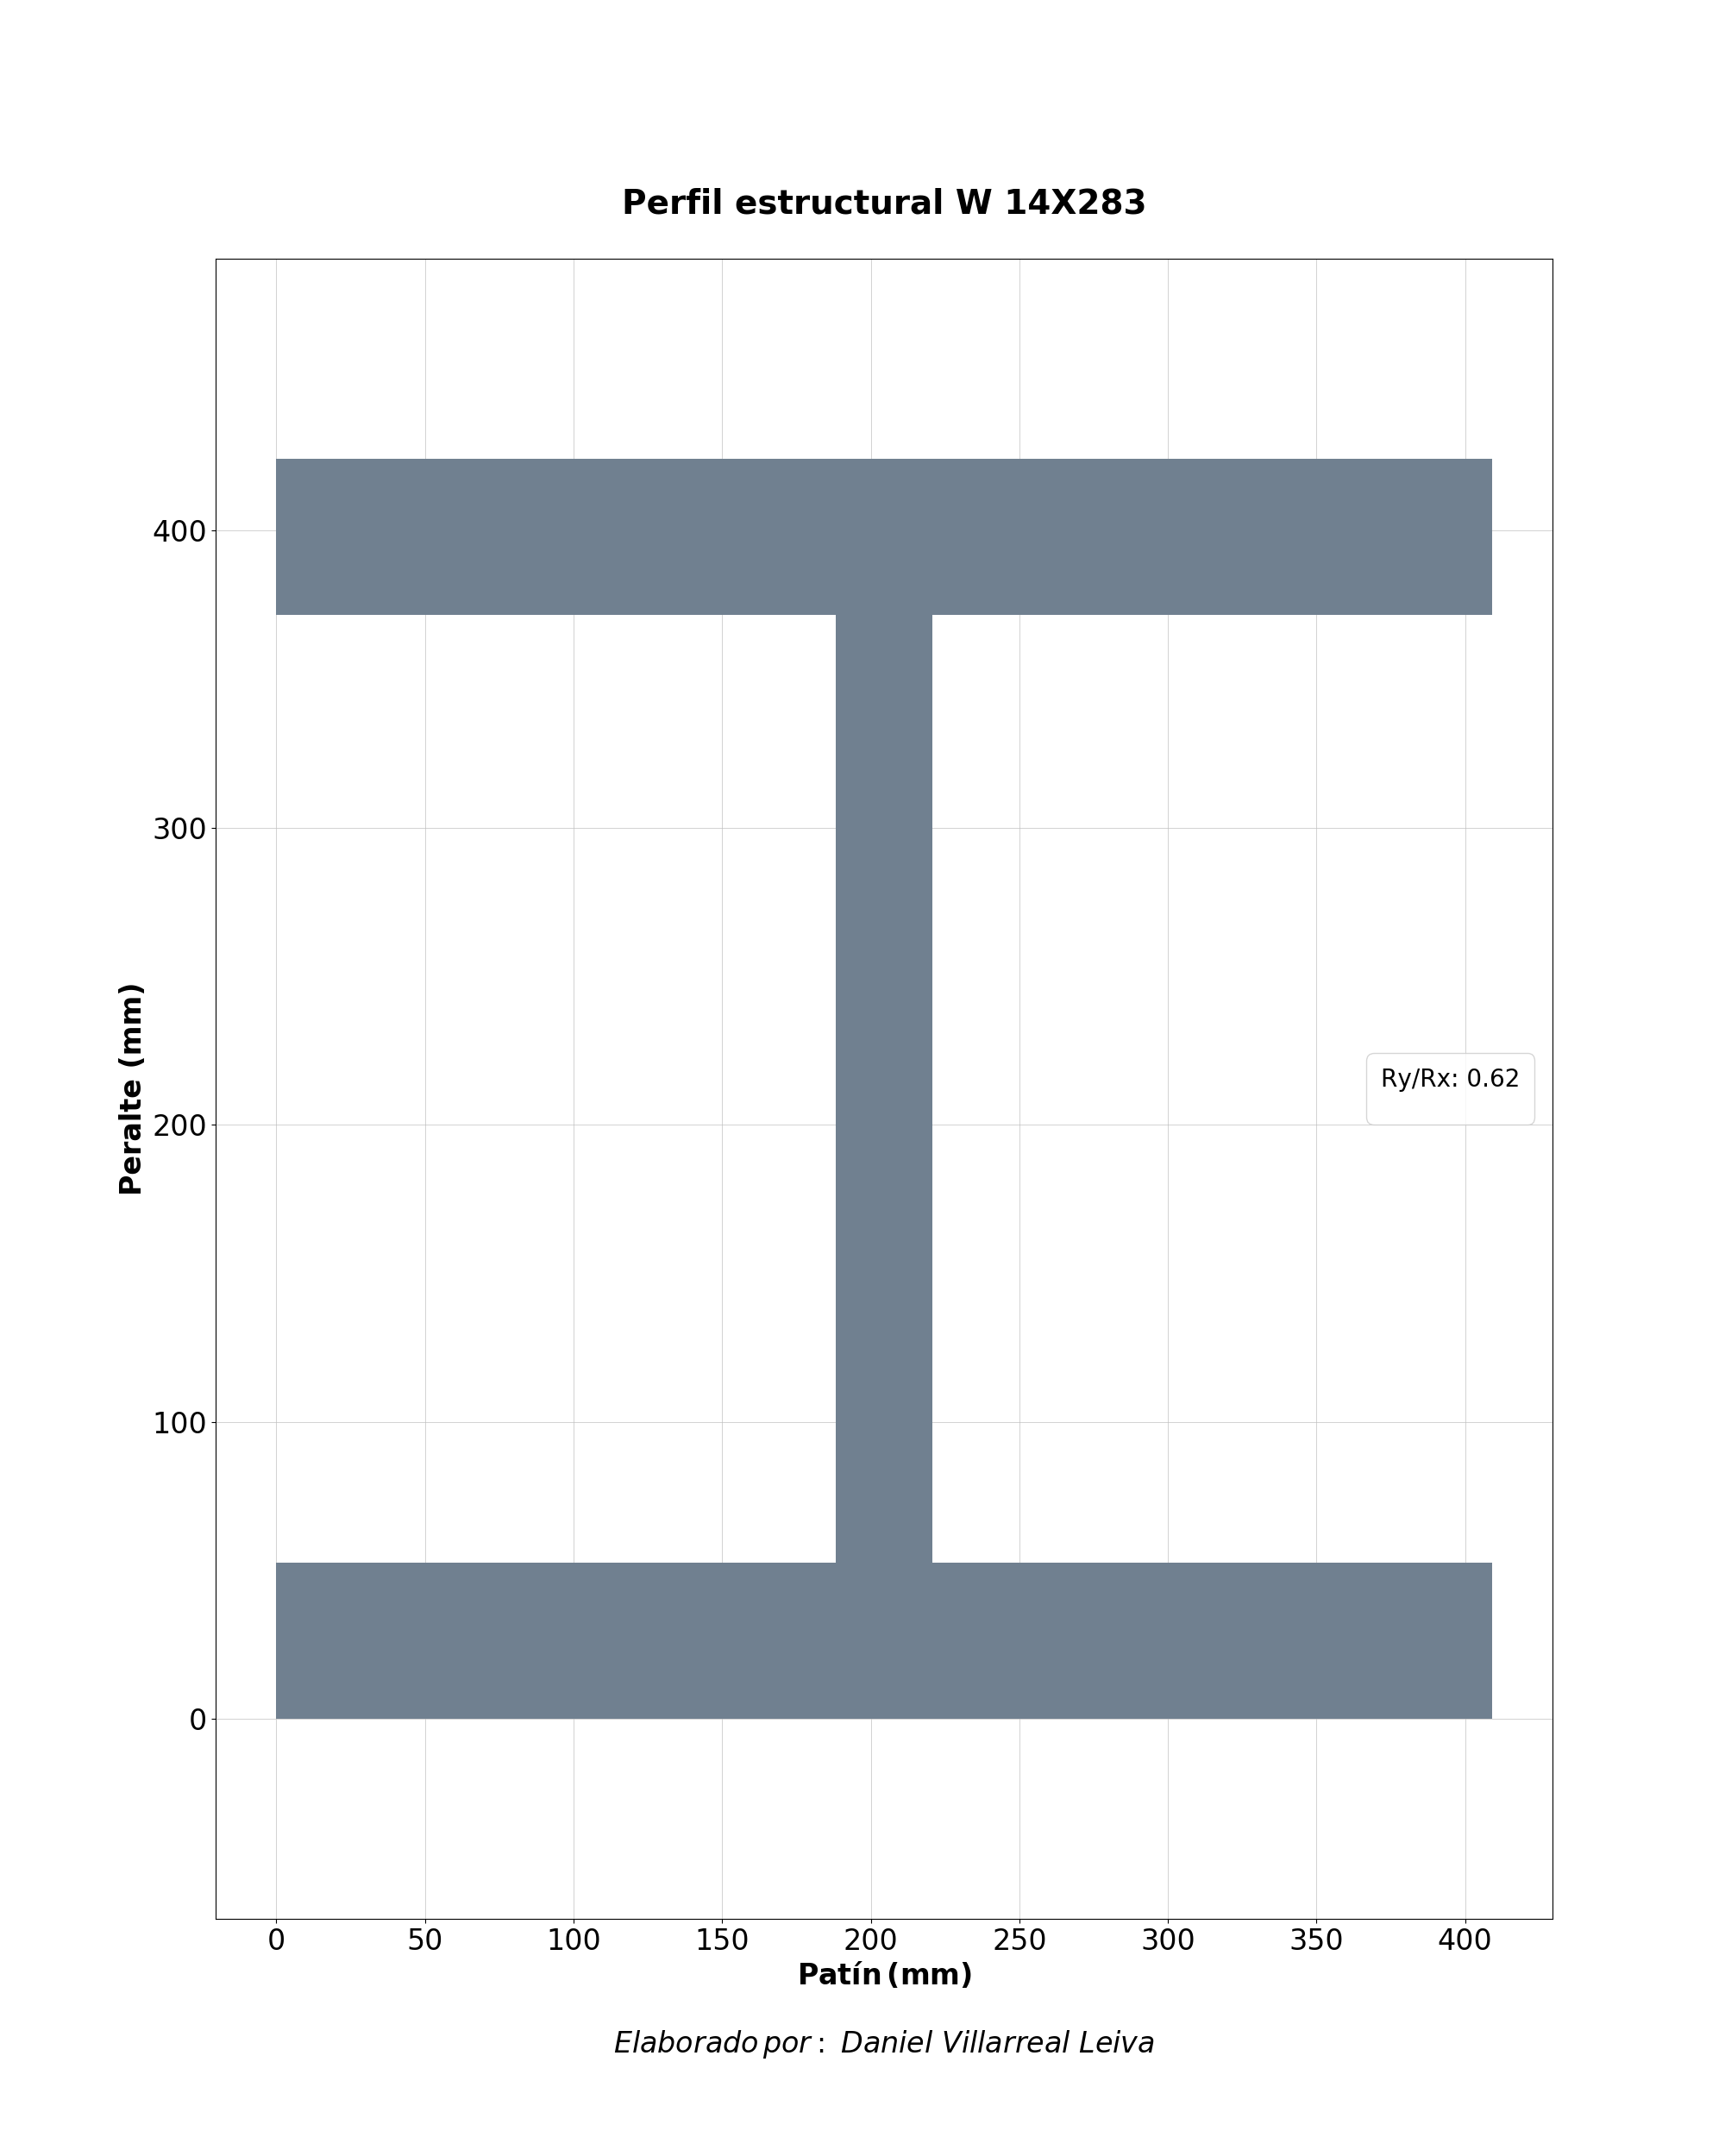 Perfil estructural W 14X283
Peralte (mm)
400
300
200
100
0
Ry/Rx: 0.62
0 50 100 150 200 250 300 350 400
Patín (mm)
Elaborado por: Daniel Villarreal Leiva